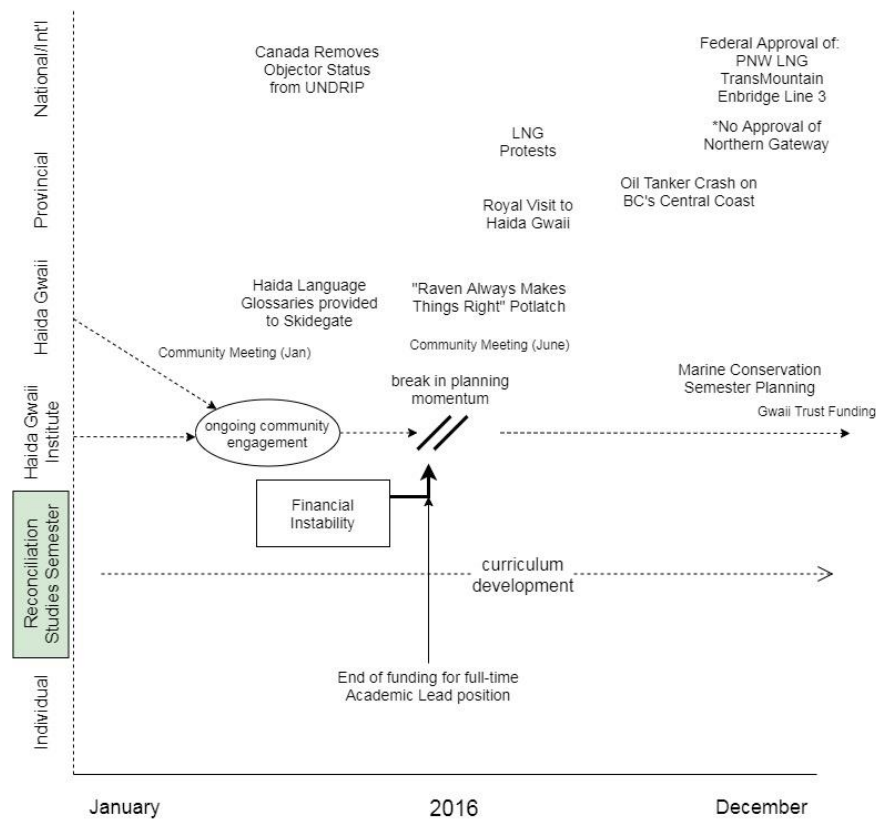 National/Int'l
Provincial
Haida Gwaii
Haida Gwaii
Institute
Reconciliation
Studies Semester
Individual
Canada Removes
Objector Status
from UNDRIP
Federal Approval of:
PNW LNG
TransMountain
Enbridge Line 3
*No Approval of
Northern Gateway
LNG
Protests
Oil Tanker Crash on
BC's Central Coast
Royal Visit to
Haida Gwaii
Haida Language
Glossaries provided
to Skidegate
"Raven Always Makes
Things Right" Potlatch
Community Meeting (Jan)
Community Meeting (June)
break in planning
momentum
Marine Conservation
Semester Planning
Gwaii Trust Funding
ongoing community
engagement
Financial
Instability
curriculum
development
End of funding for full-time
Academic Lead position
January
2016
December